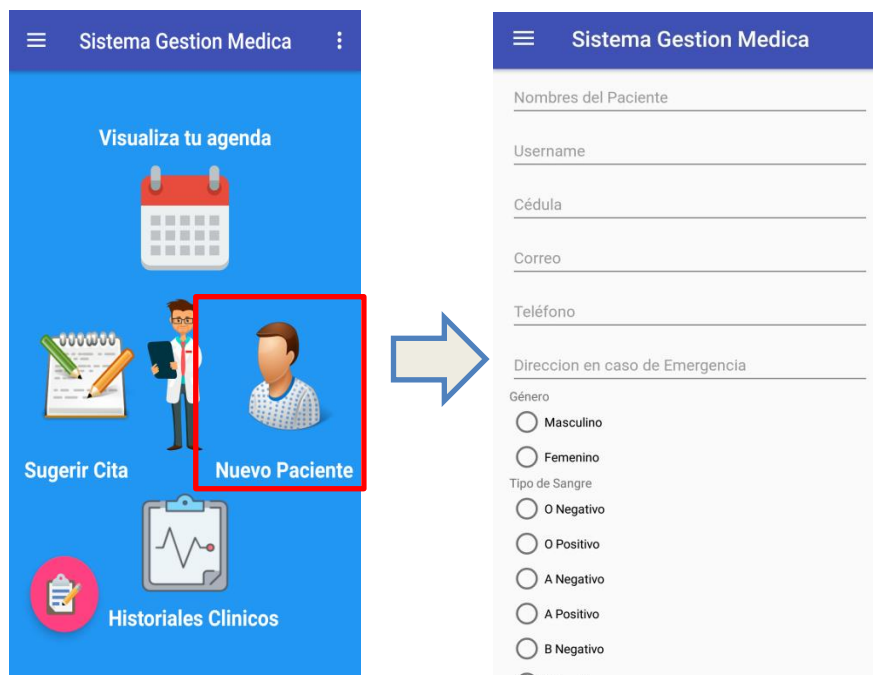 Sistema Gestion Medica
Visualiza tu agenda
Sugerir Cita
Nuevo Paciente
Historiales Clinicos
Sistema Gestion Medica
Nombres del Paciente
Username
Cédula
Correo
Teléfono
Direccion en caso de Emergencia
Género
Masculino
Femenino
Tipo de Sangre
O Negativo
O Positivo
A Negativo
A Positivo
B Negativo